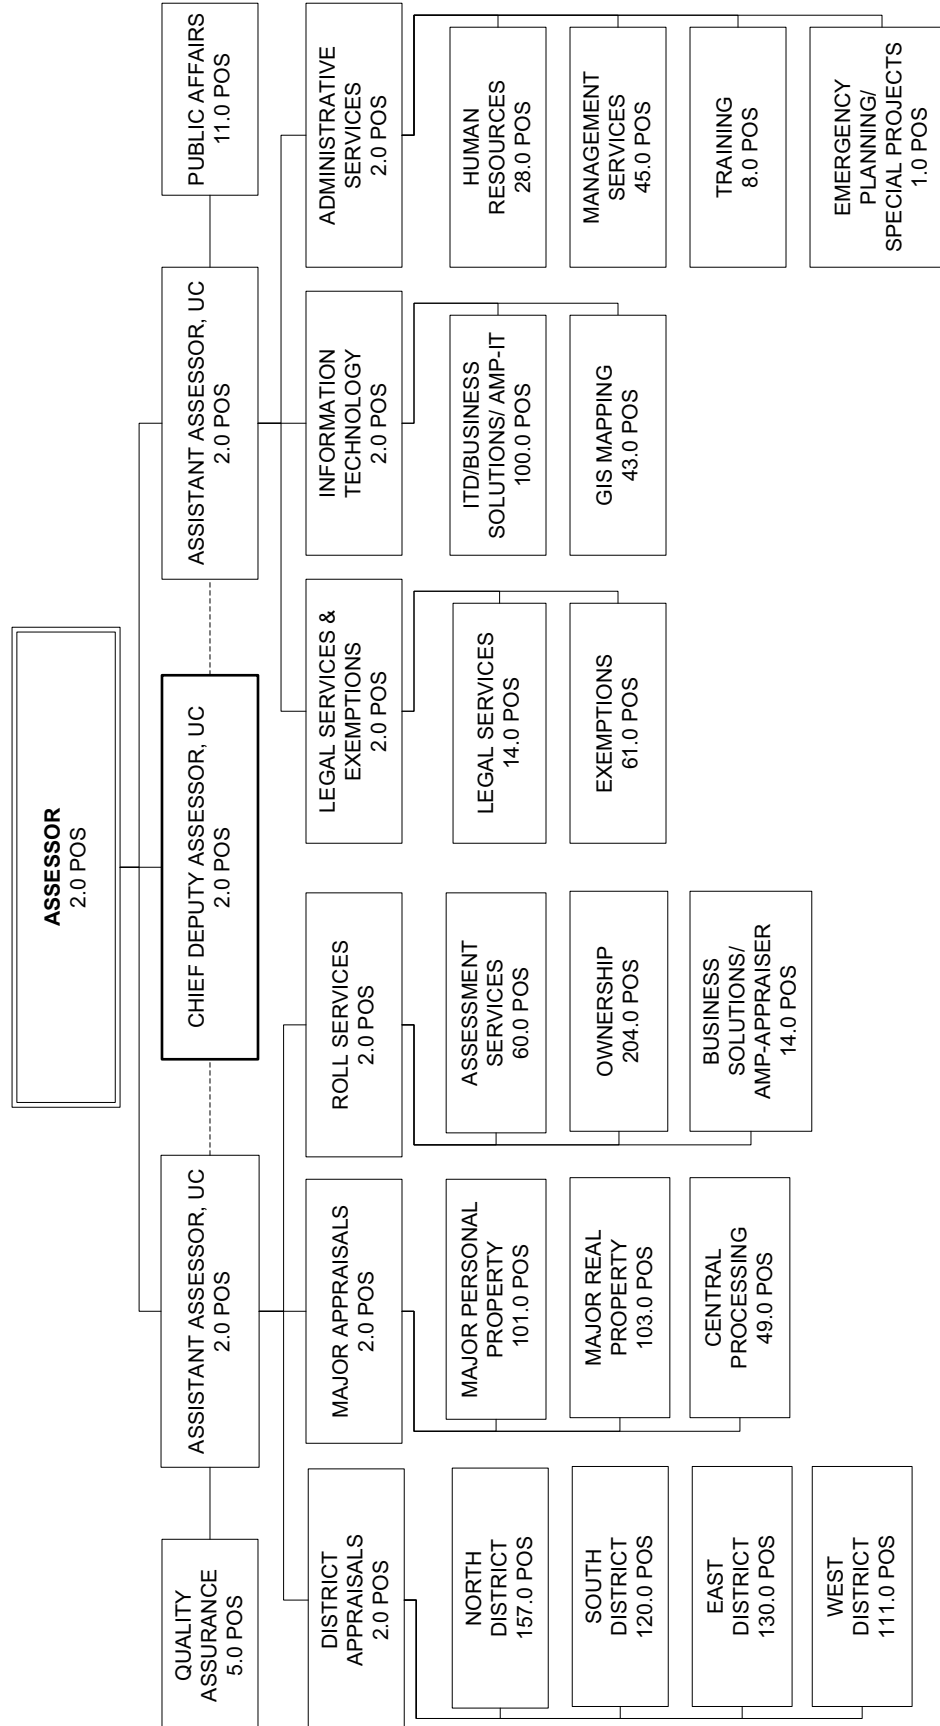 ASSESSOR
2.0 POS
QUALITY
ASSURANCE
5.0 POS
ASSISTANT ASSESSOR, UC
2.0 POS
CHIEF DEPUTY ASSESSOR, UC
2.0 POS
ASSISTANT ASSESSOR, UC
2.0 POS
PUBLIC AFFAIRS
11.0 POS
DISTRICT
APPRAISALS
2.0 POS
MAJOR APPRAISALS
2.0 POS
ROLL SERVICES
2.0 POS
LEGAL SERVICES &
EXEMPTIONS
2.0 POS
INFORMATION
TECHNOLOGY
2.0 POS
ADMINISTRATIVE
SERVICES
2.0 POS
NORTH
DISTRICT
157.0 POS
SOUTH
DISTRICT
120.0 POS
EAST
DISTRICT
130.0 POS
WEST
DISTRICT
111.0 POS
MAJOR PERSONAL
PROPERTY
101.0 POS
MAJOR REAL
PROPERTY
103.0 POS
CENTRAL
PROCESSING
49.0 POS
ASSESSMENT
SERVICES
60.0 POS
OWNERSHIP
204.0 POS
BUSINESS
SOLUTIONS/
AMP-APPRAISER
14.0 POS
LEGAL SERVICES
14.0 POS
EXEMPTIONS
61.0 POS
ITD/BUSINESS
SOLUTIONS/ AMP-IT
100.0 POS
GIS MAPPING
43.0 POS
HUMAN
RESOURCES
28.0 POS
MANAGEMENT
SERVICES
45.0 POS
TRAINING
8.0 POS
EMERGENCY
PLANNING/
SPECIAL PROJECTS
1.0 POS